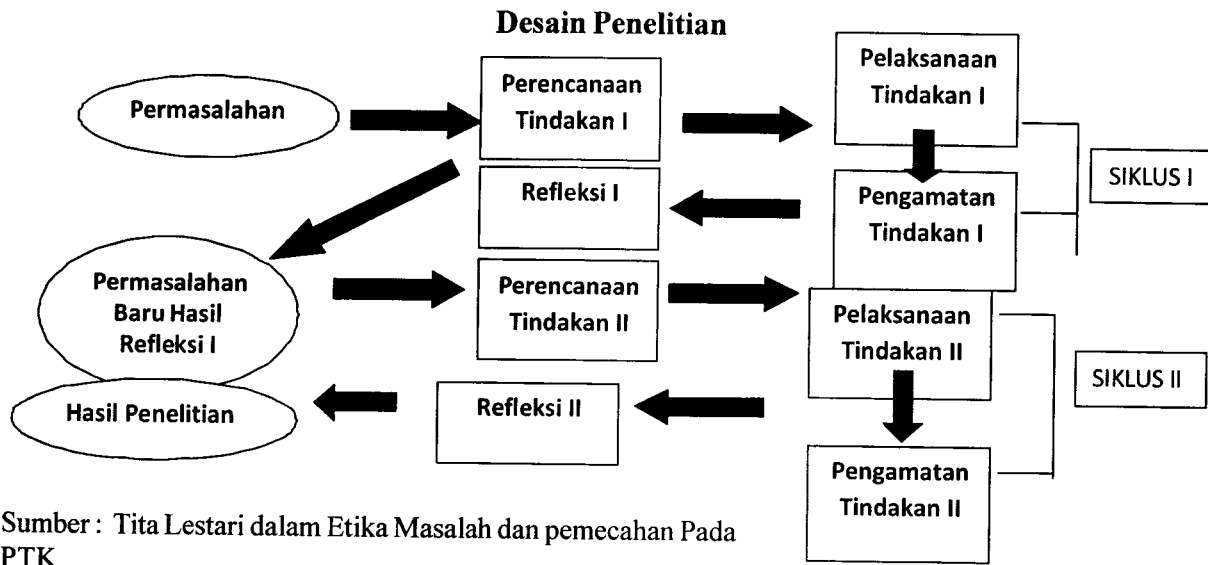 Desain Penelitian
Permasalahan
Perencanaan
Tindakan I
Pelaksanaan
Tindakan I
SIKLUS I
Refleksi I
Pengamatan
Tindakan I
Permasalahan
Baru Hasil
Refleksi I
Perencanaan
Tindakan II
Pelaksanaan
Tindakan II
SIKLUS II
Hasil Penelitian
Refleksi II
Pengamatan
Tindakan II
Sumber : Tita Lestari dalam Etika Masalah dan pemecahan Pada
PTK